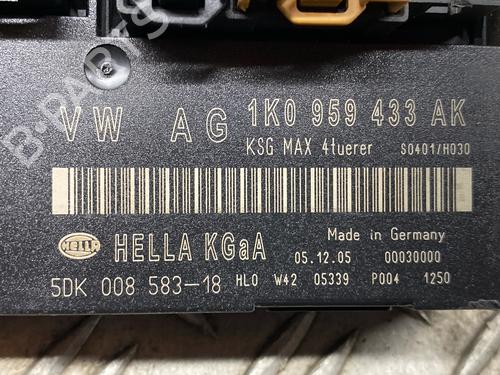 VW AG 1K0 959 433 AK
KSG MAX 4tuerer S0401/H030
HELLA HELLA KGaA Made in Germany
05.12.05 00030000
5DK 008 583-18 HL0 W42 05339 P004 1250
B-PARTS